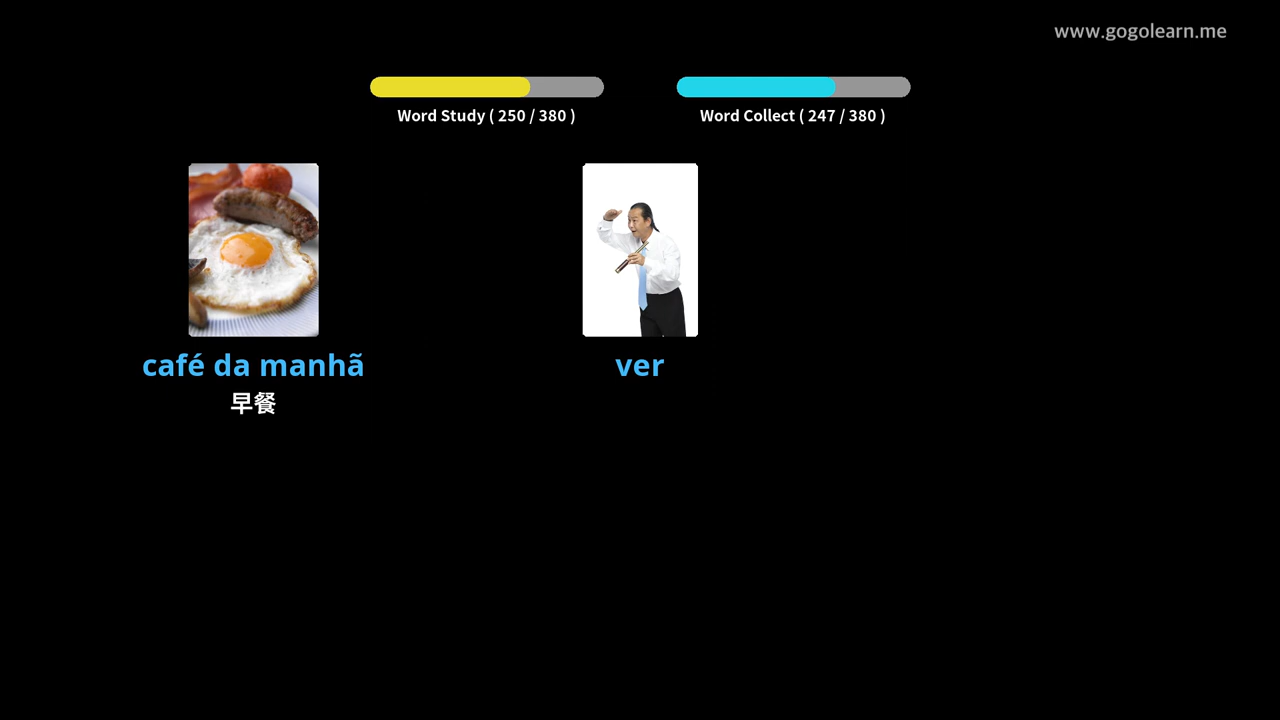 www.gogolearn.me
Word Study ( 250 / 380 )
Word Collect ( 247 / 380 )
café da manhã
早餐
ver